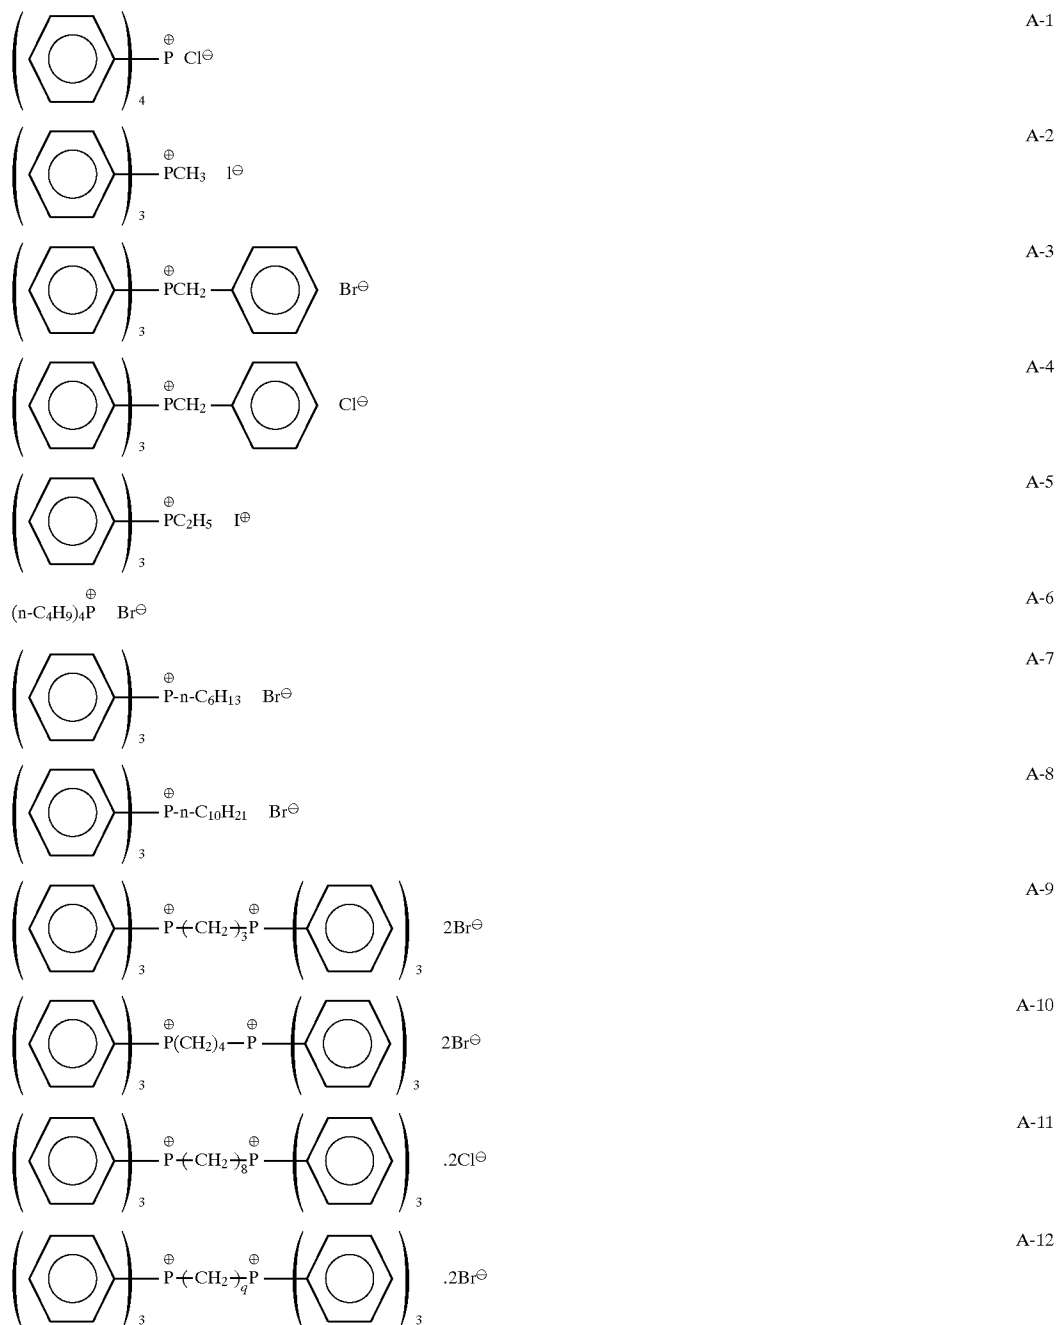 A-1
⊕
P Cl⊖
4
A-2
⊕
PCH3 l⊖
3
A-3
⊕
PCH2 Br⊖
3
A-4
⊕
PCH2 Cl⊖
3
A-5
⊕
PC2H5 I⊕
3
⊕
(n-C4H9)4P Br⊖
A-6
A-7
⊕
P-n-C6H13 Br⊖
3
A-8
⊕
P-n-C10H21 Br⊖
3
A-9
⊕ ⊕
P(CH2)3P 2Br⊖
3 3
A-10
⊕ ⊕
P(CH2)4—P 2Br⊖
3 3
A-11
⊕ ⊕
P(CH2)8P .2Cl⊖
3 3
A-12
⊕ ⊕
P(CH2)qP .2Br⊖
3 3